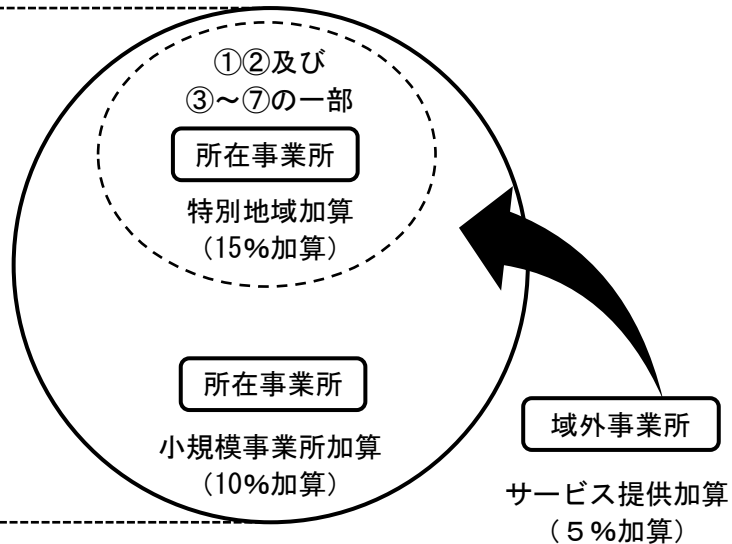 ①②及び
③～⑦の一部
所在事業所
特別地域加算
（15%加算）
所在事業所
小規模事業所加算
（10%加算）
域外事業所
サービス提供加算
（５%加算）